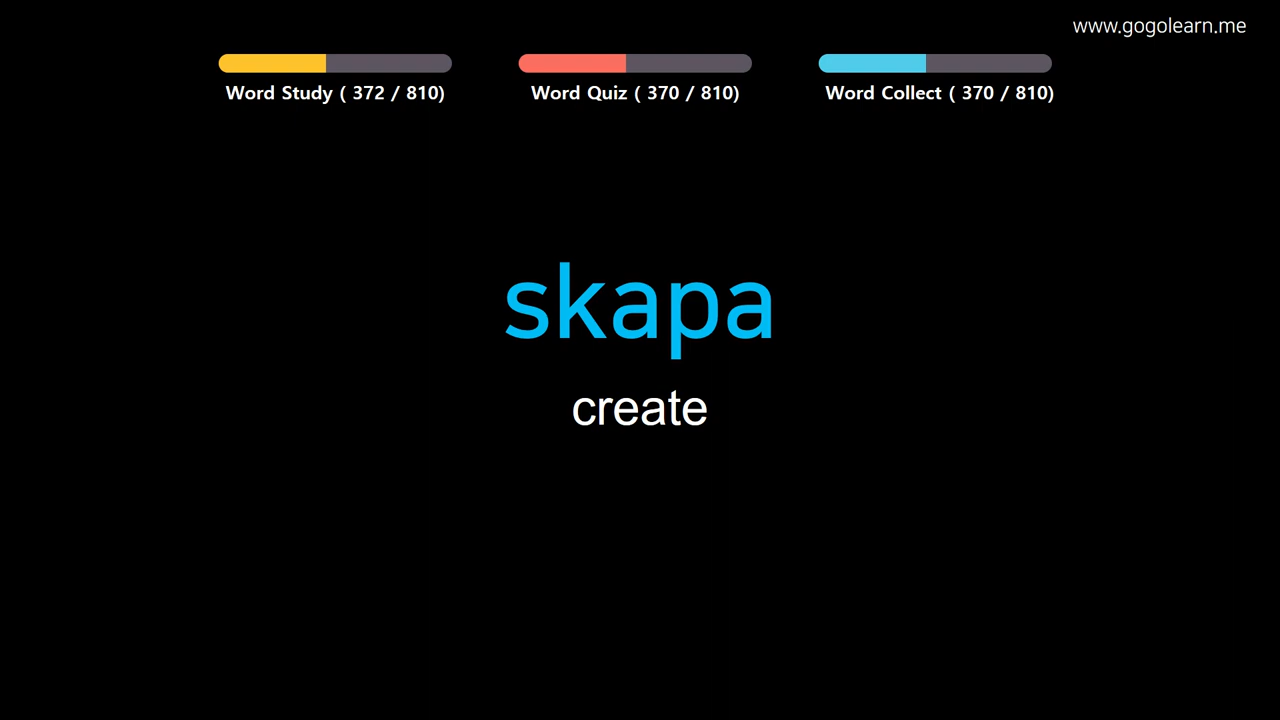 www.gogolearn.me
Word Study ( 372 / 810)
Word Quiz ( 370 / 810)
Word Collect ( 370 / 810)
skapa
create